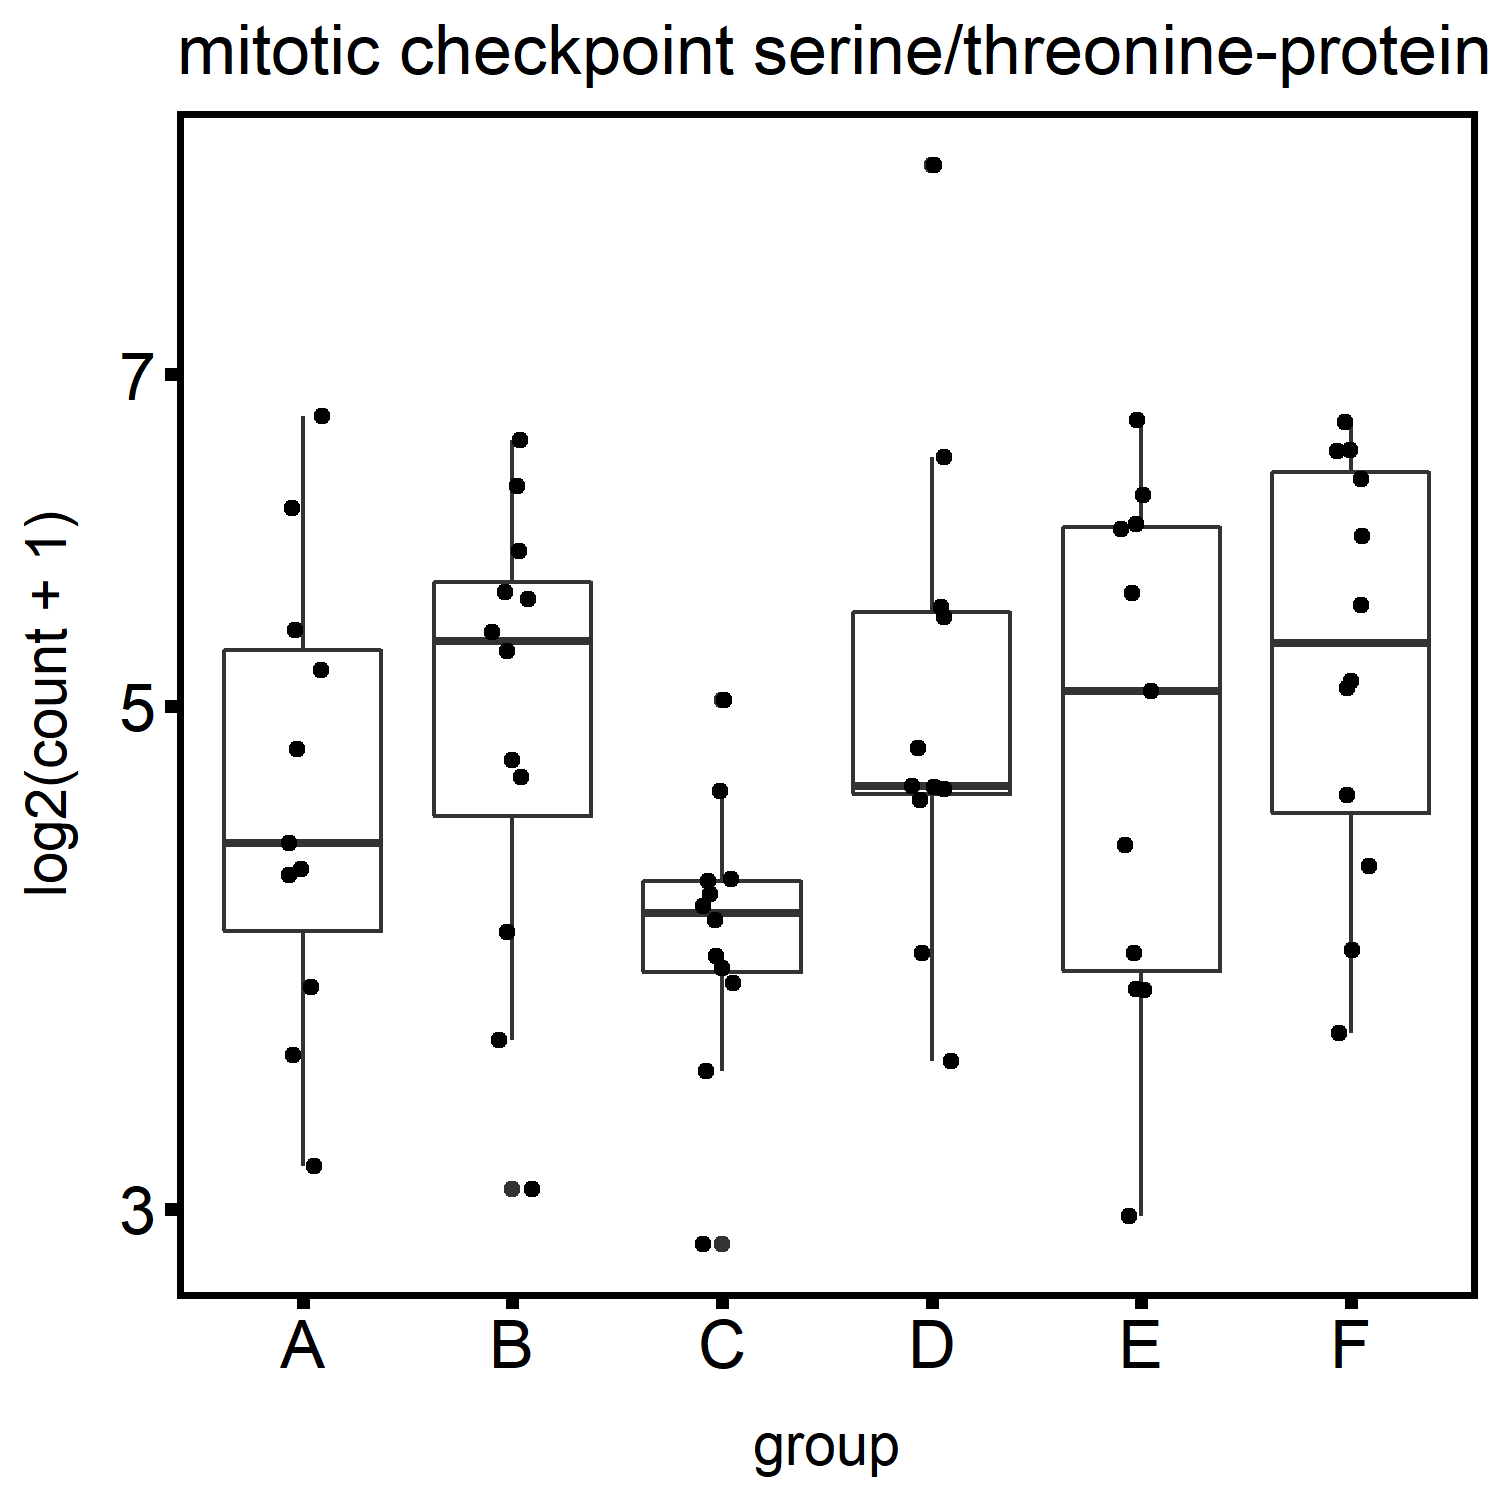 mitotic checkpoint serine/threonine-protein
log2(count + 1)
7
5
3
A B C D E F
group